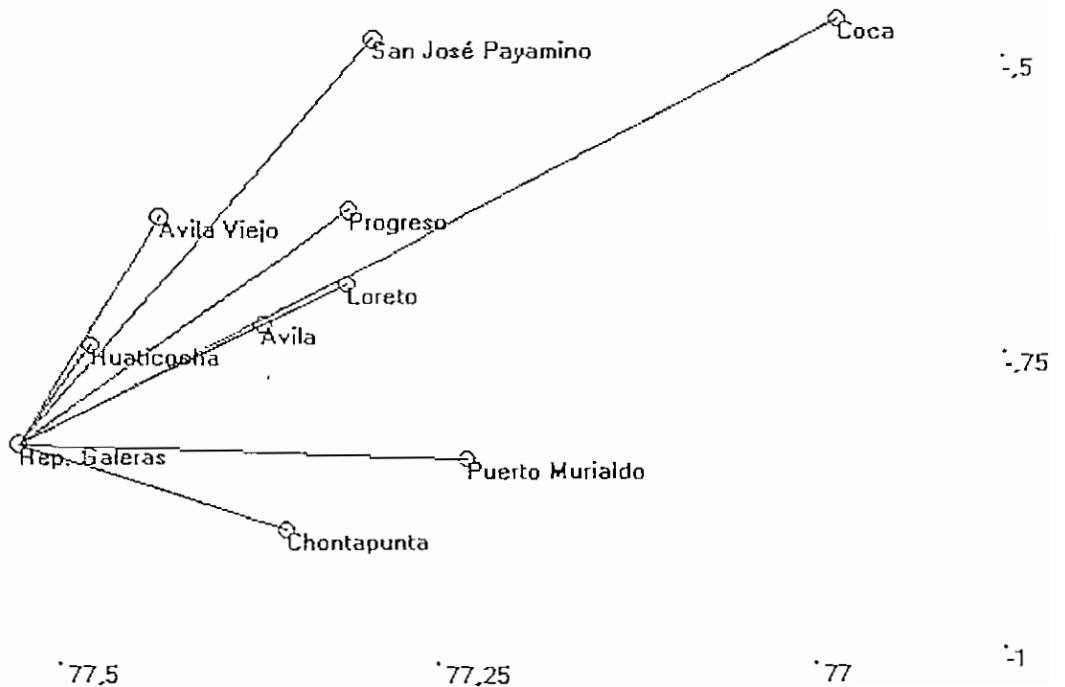 Coca
San José Payamino
-,5
Progreso
Avila Viejo
Loreto
Avila
Huaticocha
-,75
Rep. Galeras
Puerto Murialdo
Chontapunta
-1
77,5
77,25
77